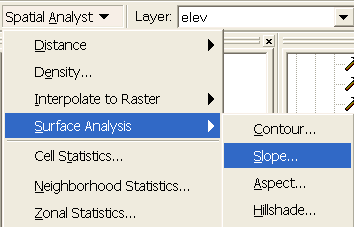 Spatial Analyst Layer: elev
Distance
Density...
Interpolate to Raster
Surface Analysis
Cell Statistics...
Neighborhood Statistics...
Zonal Statistics...
Contour...
Slope...
Aspect...
Hillshade...